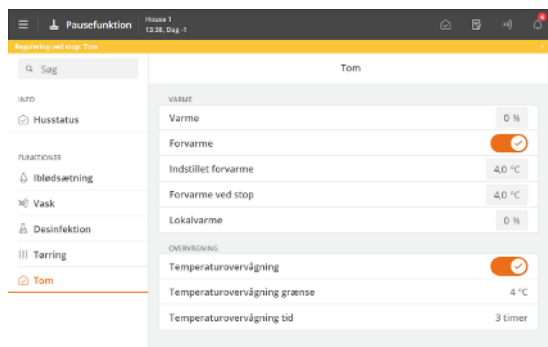 Pausefunktion
House 1
13:38, Dag -1
Regulering ved stop: Tom
Søg
Tom
INFO
Husstatus
FUNKTIONER
Iblødsætning
Vask
Desinfektion
Tørring
Tom
VARME
Varme 0 %
Forvarme
Indstillet forvarme 4,0 °C
Forvarme ved stop 4,0 °C
Lokalvarme 0 %
OVERVÅGNING
Temperaturovervågning
Temperaturovervågning grænse 4 °C
Temperaturovervågning tid 3 timer